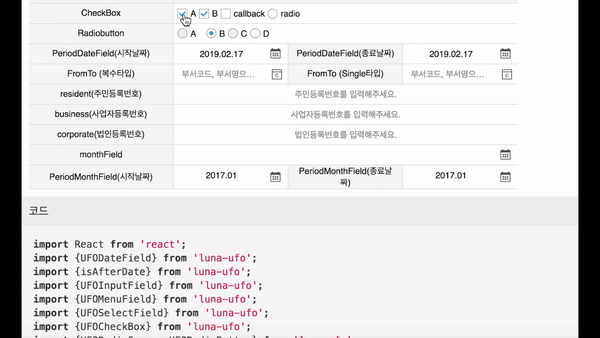 CheckBox A B callback radio
Radiobutton A B C D
PeriodDateField(시작날짜) 2019.02.17 PeriodDateField(종료날짜) 2019.02.17
FromTo (복수타입) 부서코드, 부서명으... FromTo (Single타입) 부서코드, 부서명으...
resident(주민등록번호) 주민등록번호를 입력해주세요.
business(사업자등록번호) 사업자등록번호를 입력해주세요.
corporate(법인등록번호) 법인등록번호를 입력해주세요.
monthField
PeriodMonthField(시작날짜) 2017.01 PeriodMonthField(종료날짜) 2017.01
코드
import React from 'react';
import {UFODateField} from 'luna-ufo';
import {isAfterDate} from 'luna-ufo';
import {UFOInputField} from 'luna-ufo';
import {UFOMenuField} from 'luna-ufo';
import {UFOSelectField} from 'luna-ufo';
import {UFOCheckBox} from 'luna-ufo';